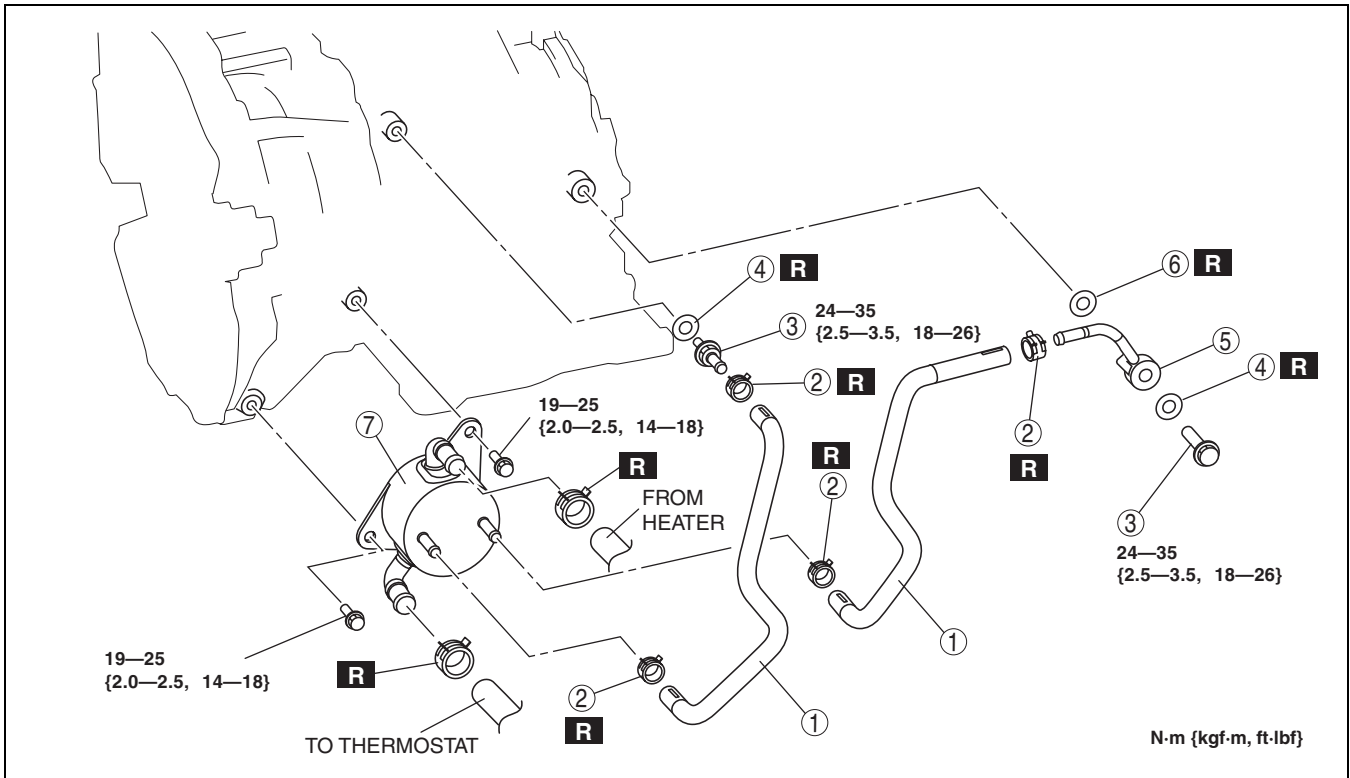 ④ R
24—35
{2.5—3.5, 18—26}
③
⑥ R
⑤
④ R
② R
19—25
{2.0—2.5, 14—18}
⑦
②
R
R
②
R
FROM
HEATER
③
24—35
{2.5—3.5, 18—26}
①
19—25
{2.0—2.5, 14—18}
R
②
R
①
TO THERMOSTAT
N·m {kgf·m, ft·lbf}